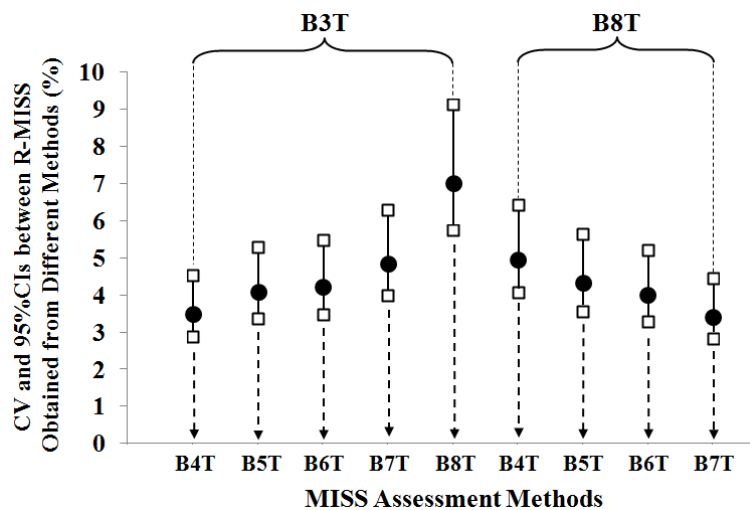 B3T B8T
CV and 95%CIs between R-MISS
Obtained from Different Methods (%)
10
9
8
7
6
5
4
3
2
1
0
B4T B5T B6T B7T B8T B4T B5T B6T B7T
MISS Assessment Methods